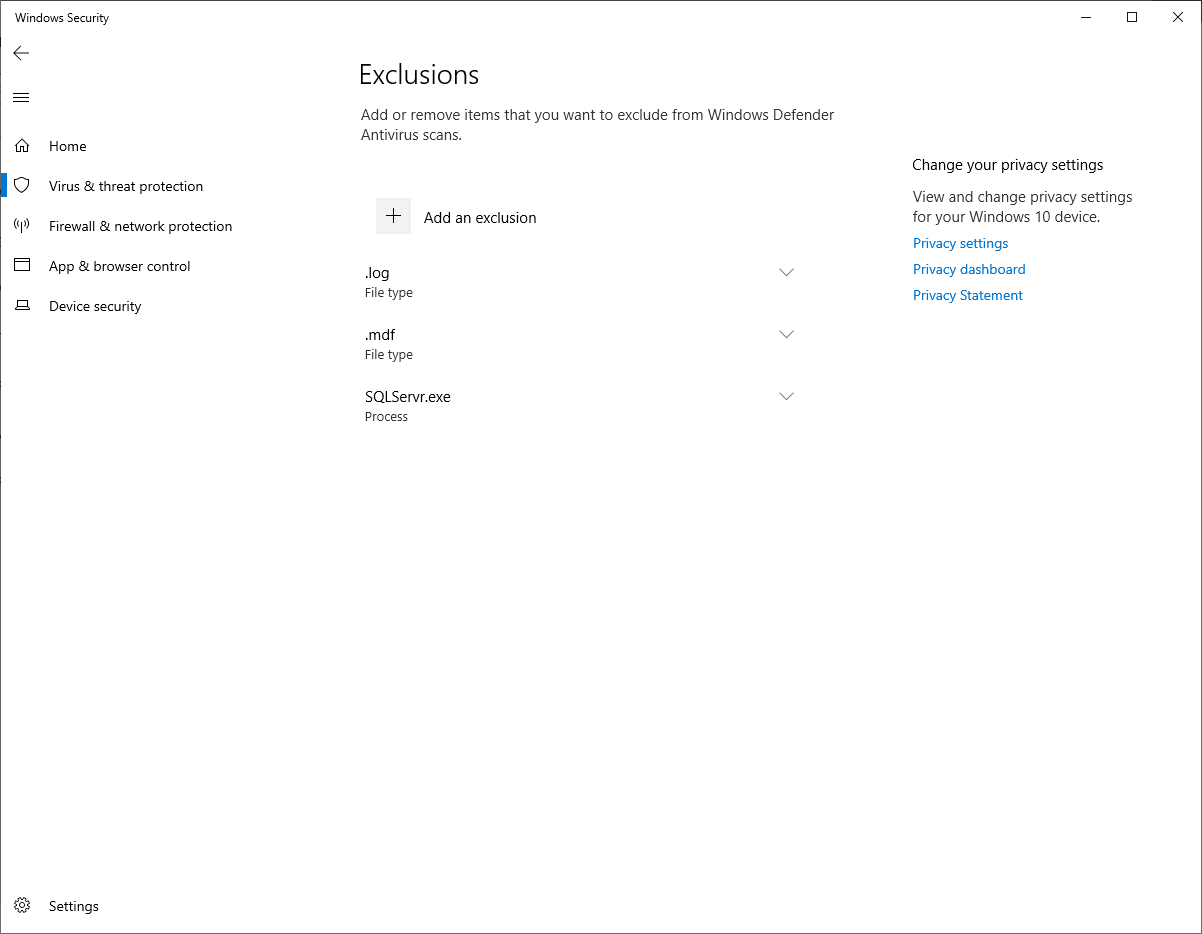 Windows Security
Home
Virus & threat protection
Firewall & network protection
App & browser control
Device security
Settings
Exclusions
Add or remove items that you want to exclude from Windows Defender
Antivirus scans.
Add an exclusion
.log
File type
.mdf
File type
SQLServr.exe
Process
Change your privacy settings
View and change privacy settings
for your Windows 10 device.
Privacy settings
Privacy dashboard
Privacy Statement